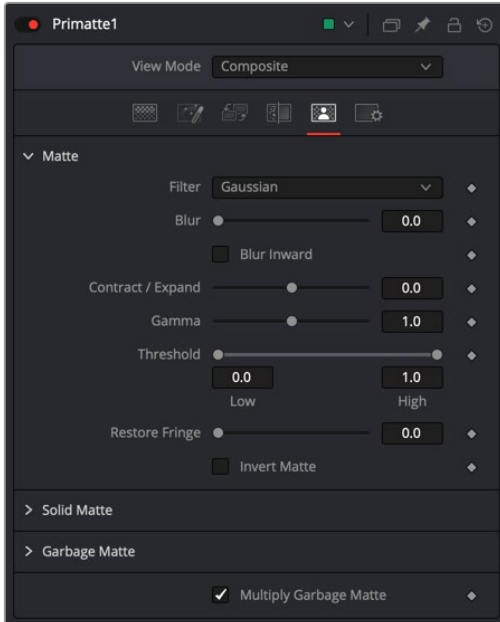 Primatte1
View Mode Composite
Matte
Filter Gaussian
Blur 0.0
Blur Inward
Contract / Expand 0.0
Gamma 1.0
Threshold
0.0 1.0
Low High
Restore Fringe 0.0
Invert Matte
Solid Matte
Garbage Matte
Multiply Garbage Matte